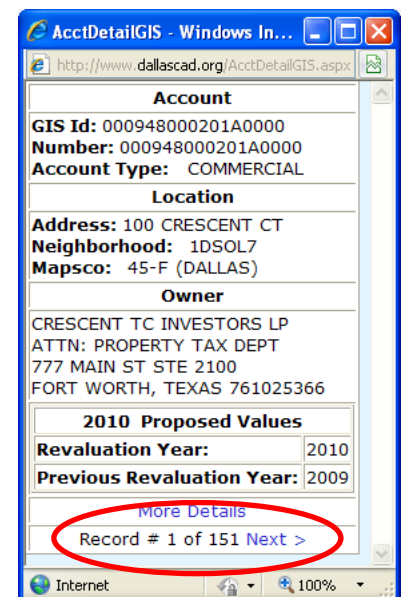 AcctDetailGIS - Windows In...
http://www.dallascad.org/AcctDetailGIS.aspx
Account
GIS Id: 000948000201A0000
Number: 000948000201A0000
Account Type: COMMERCIAL
Location
Address: 100 CRESCENT CT
Neighborhood: 1DSOL7
Mapsco: 45-F (DALLAS)
Owner
CRESCENT TC INVESTORS LP
ATTN: PROPERTY TAX DEPT
777 MAIN ST STE 2100
FORT WORTH, TEXAS 761025366
2010 Proposed Values
Revaluation Year: 2010
Previous Revaluation Year: 2009
More Details
Record # 1 of 151 Next >
Internet 100%